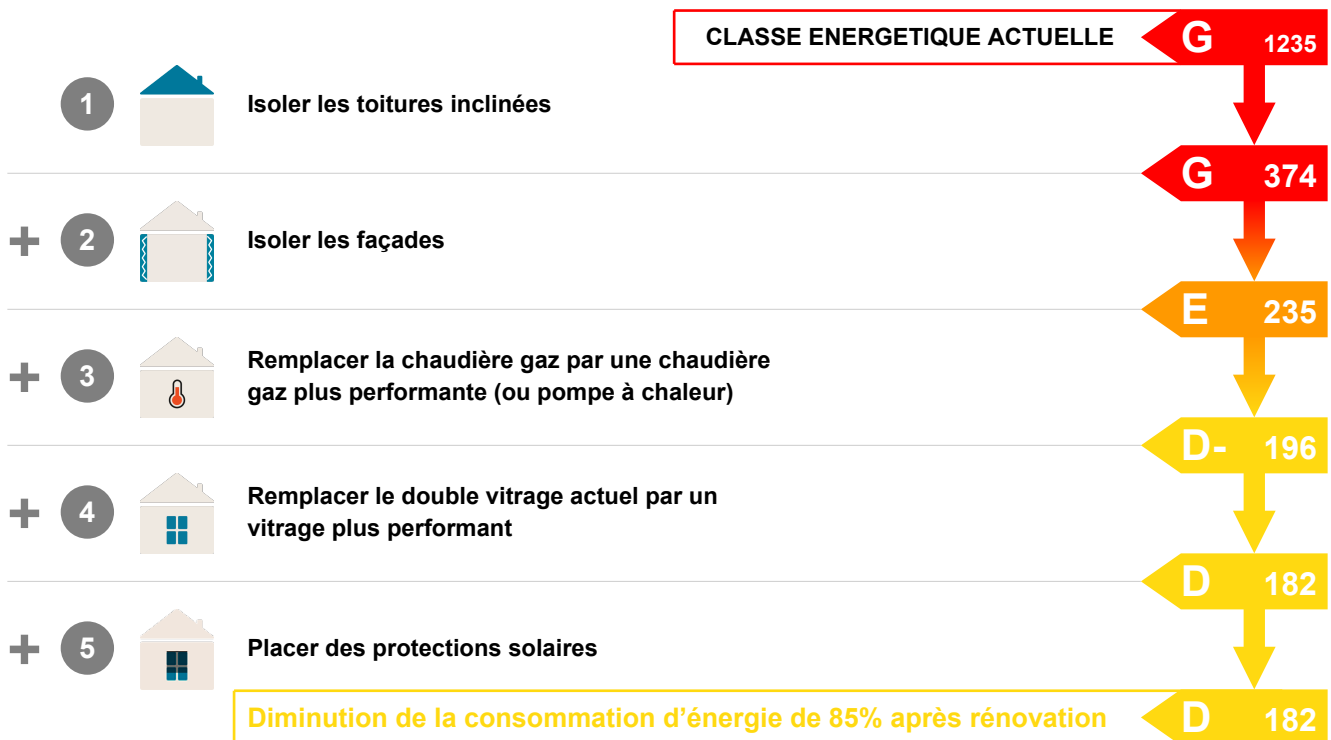 CLASSE ENERGETIQUE ACTUELLE G 1235
1 Isoler les toitures inclinées
G 374
+ 2 Isoler les façades
E 235
+ 3 Remplacer la chaudière gaz par une chaudière
gaz plus performante (ou pompe à chaleur)
D- 196
+ 4 Remplacer le double vitrage actuel par un
vitrage plus performant
D 182
+ 5 Placer des protections solaires
Diminution de la consommation d’énergie de 85% après rénovation D 182